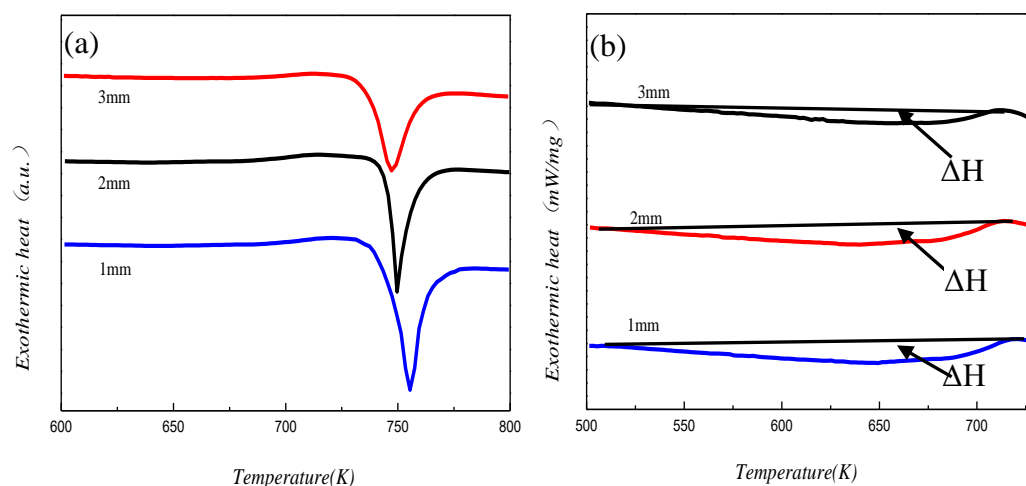 (a)
3mm
2mm
1mm
Exothermic heat (a.u.)
600 650 700 750 800
Temperature(K)
(b)
3mm
ΔH
2mm
ΔH
1mm
ΔH
Exothermic heat (mW/mg)
500 550 600 650 700
Temperature(K)